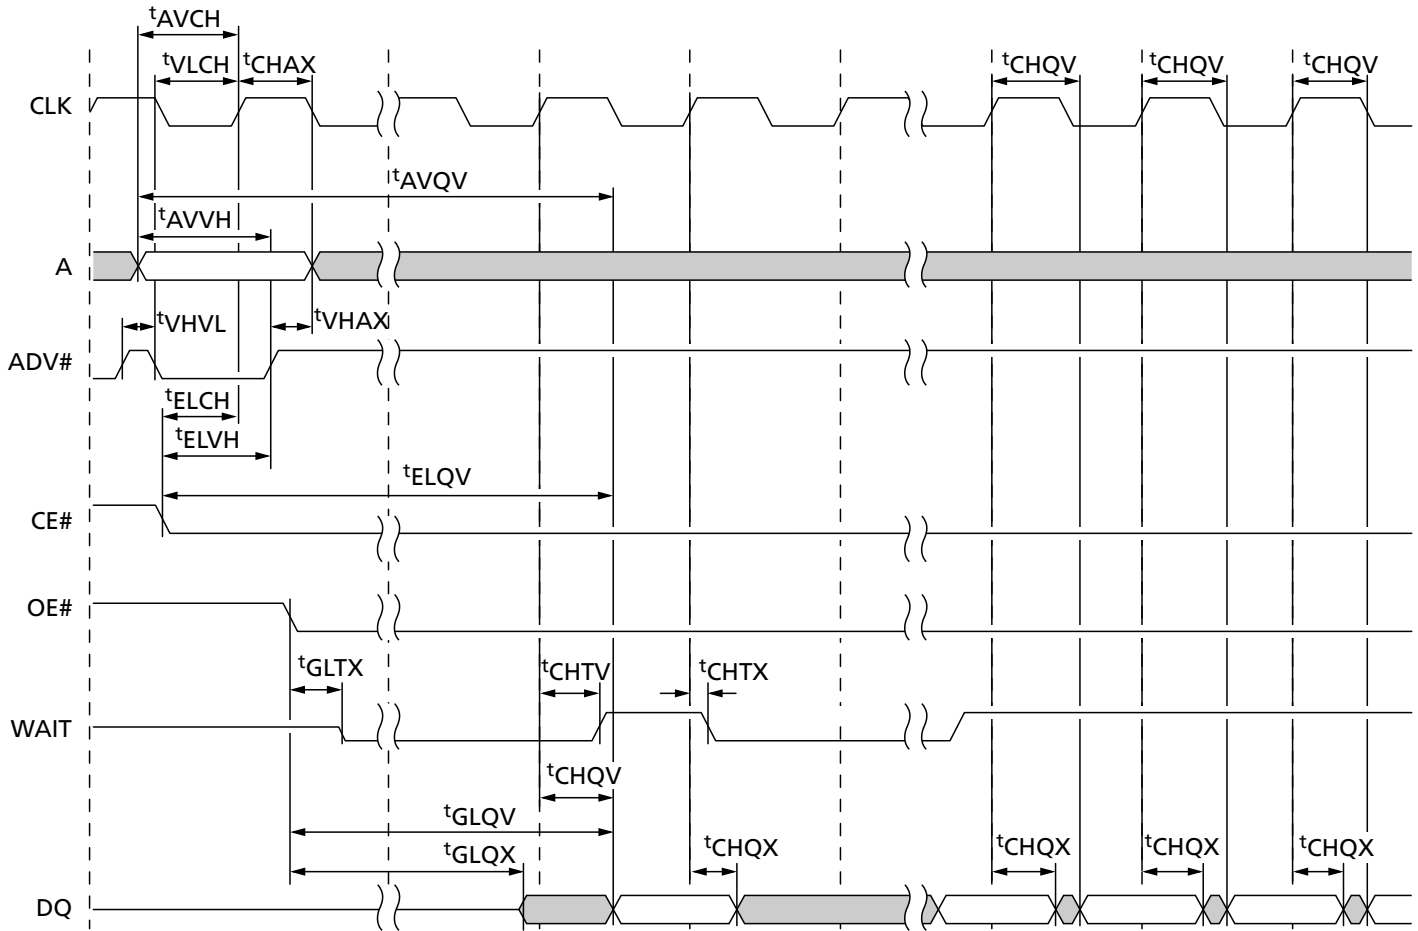 tAVCH
tVLCH tCHAX tCHQV tCHQV tCHQV
CLK
tAVQV
tAVVH
A
tVHVL tVHAX
ADV#
tELCH
tELVH
tELQV
CE#
OE#
tGLTX tCHTV tCHTX
WAIT
tCHQV
tGLQV
tGLQX tCHQX tCHQX tCHQX tCHQX
DQ